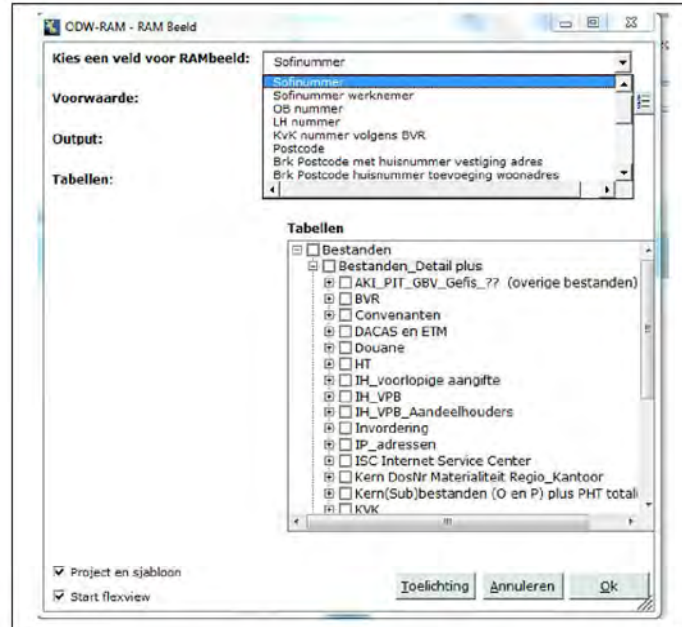 ODW-RAM - RAM Beeld
Kies een veld voor RAMbeeld:
Sofinummer
Sofinummer
Voorwaarde:
Sofinummer werknemer
OB nummer
LH nummer
Output:
KvK nummer volgens BVR
Postcode
Brk Postcode met huisnummer vestiging adres
Tabellen:
Brk Postcode huisnummer toevoeging woonadres
Tabellen
Bestanden
Bestanden_Detail plus
AKI_PIT_GBV_Gefis_?? (overige bestanden)
BVR
Convenanten
DACAS en ETM
Douane
HT
IH_voorlopige aangifte
IH_VPB
IH_VPB_Aandeelhouders
Invordering
IP_adressen
ISC Internet Service Center
Kern DosNr Materialiteit Regio_Kantoor
Kern(Sub)bestanden (O en P) plus PHT total
KVK
Project en sjabloon
Start flexview
Toelichting
Annuleren
Ok